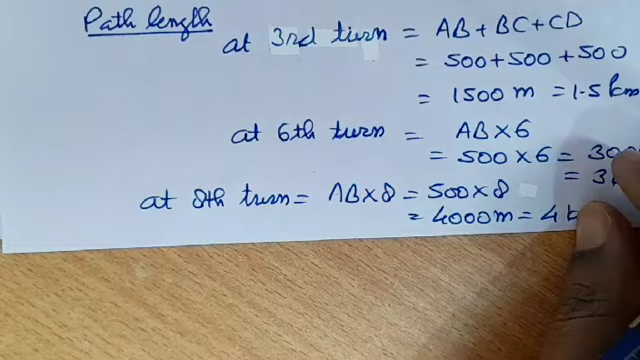 Path length
at 3rd turn = AB + BC + CD
= 500 + 500 + 500
= 1500 m = 1.5 km
at 6th turn = AB × 6
= 500 × 6 =
=
at 8th turn = AB × 8 = 500 × 8
= 4000m = 4